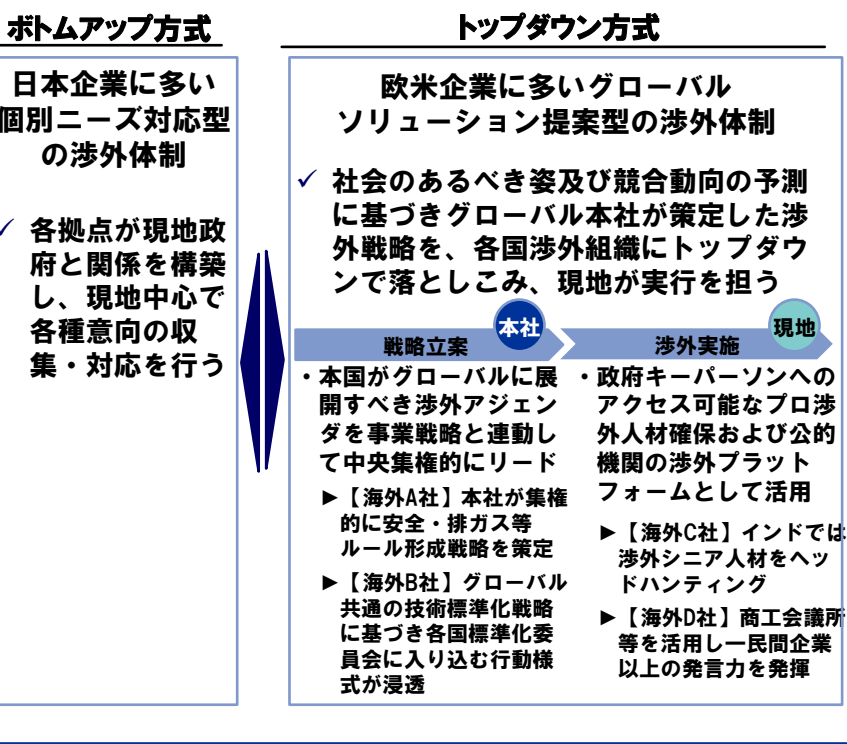 ボトムアップ方式
日本企業に多い
個別ニーズ対応型
の渉外体制
✓ 各拠点が現地政
府と関係を構築
し、現地中心で
各種意向の収
集・対応を行う
トップダウン方式
欧米企業に多いグローバル
ソリューション提案型の渉外体制
✓ 社会のあるべき姿及び競合動向の予測
に基づきグローバル本社が策定した渉
外戦略を、各国渉外組織にトップダウ
ンで落としこみ、現地が実行を担う
戦略立案
本社
・本国がグローバルに展
開すべき渉外アジェン
ダを事業戦略と連動し
て中央集権的にリード
►【海外A社】本社が集権
的に安全・排ガス等
ルール形成戦略を策定
►【海外B社】グローバル
共通の技術標準化戦略
に基づき各国標準化委
員会に入り込む行動様
式が浸透
渉外実施
現地
・政府キーパーソンへの
アクセス可能なプロ渉
外人材確保および公的
機関の渉外プラット
フォームとして活用
►【海外C社】インドでは
渉外シニア人材をヘッ
ドハンティング
►【海外D社】商工会議所
等を活用し一民間企業
以上の発言力を発揮